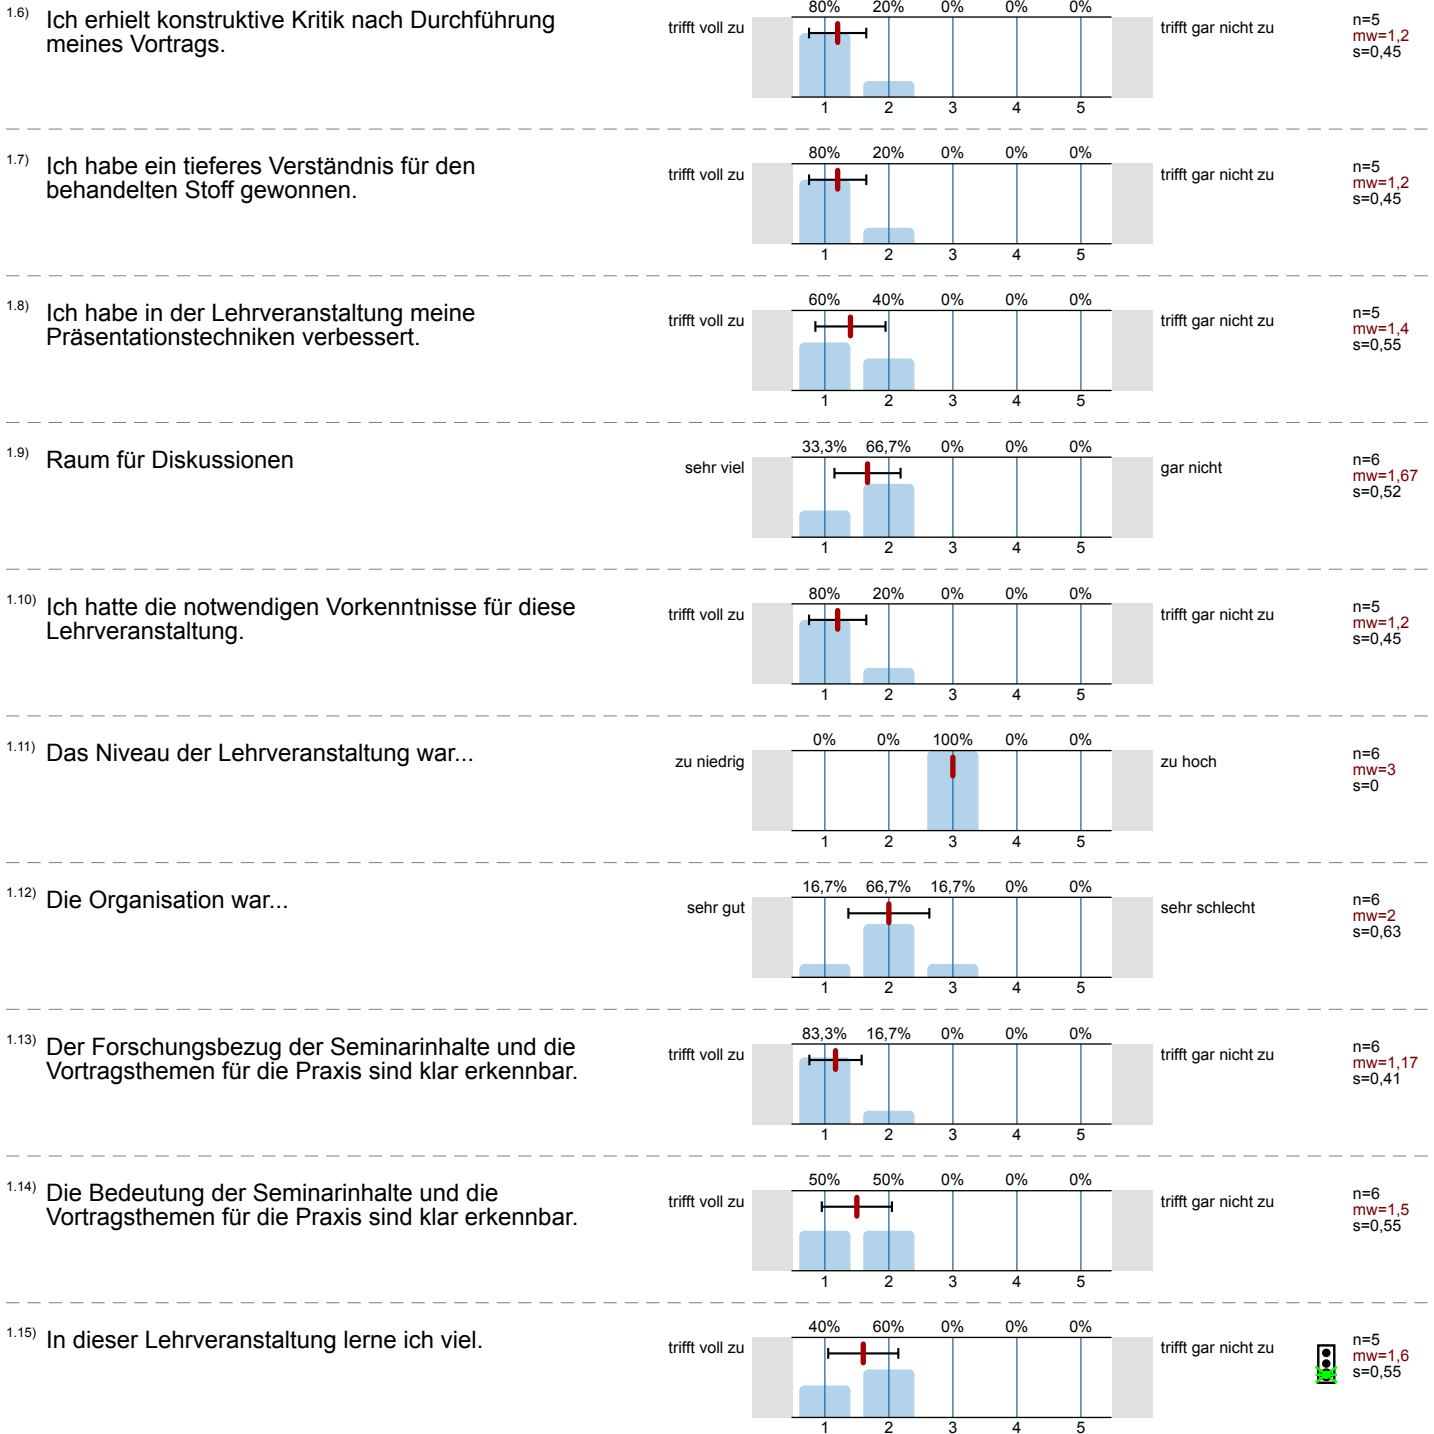 1.6) Ich erhielt konstruktive Kritik nach Durchführung
meines Vortrags.
trifft voll zu
80% 20% 0% 0% 0%
1 2 3 4 5
trifft gar nicht zu
n=5
mw=1,2
s=0,45
1.7) Ich habe ein tieferes Verständnis für den
behandelten Stoff gewonnen.
trifft voll zu
80% 20% 0% 0% 0%
1 2 3 4 5
trifft gar nicht zu
n=5
mw=1,2
s=0,45
1.8) Ich habe in der Lehrveranstaltung meine
Präsentationstechniken verbessert.
trifft voll zu
60% 40% 0% 0% 0%
1 2 3 4 5
trifft gar nicht zu
n=5
mw=1,4
s=0,55
1.9) Raum für Diskussionen
sehr viel
33,3% 66,7% 0% 0% 0%
1 2 3 4 5
gar nicht
n=6
mw=1,67
s=0,52
1.10) Ich hatte die notwendigen Vorkenntnisse für diese
Lehrveranstaltung.
trifft voll zu
80% 20% 0% 0% 0%
1 2 3 4 5
trifft gar nicht zu
n=5
mw=1,2
s=0,45
1.11) Das Niveau der Lehrveranstaltung war...
zu niedrig
0% 0% 100% 0% 0%
1 2 3 4 5
zu hoch
n=6
mw=3
s=0
1.12) Die Organisation war...
sehr gut
16,7% 66,7% 16,7% 0% 0%
1 2 3 4 5
sehr schlecht
n=6
mw=2
s=0,63
1.13) Der Forschungsbezug der Seminarinhalte und die
Vortragsthemen für die Praxis sind klar erkennbar.
trifft voll zu
83,3% 16,7% 0% 0% 0%
1 2 3 4 5
trifft gar nicht zu
n=6
mw=1,17
s=0,41
1.14) Die Bedeutung der Seminarinhalte und die
Vortragsthemen für die Praxis sind klar erkennbar.
trifft voll zu
50% 50% 0% 0% 0%
1 2 3 4 5
trifft gar nicht zu
n=6
mw=1,5
s=0,55
1.15) In dieser Lehrveranstaltung lerne ich viel.
trifft voll zu
40% 60% 0% 0% 0%
1 2 3 4 5
trifft gar nicht zu
n=5
mw=1,6
s=0,55